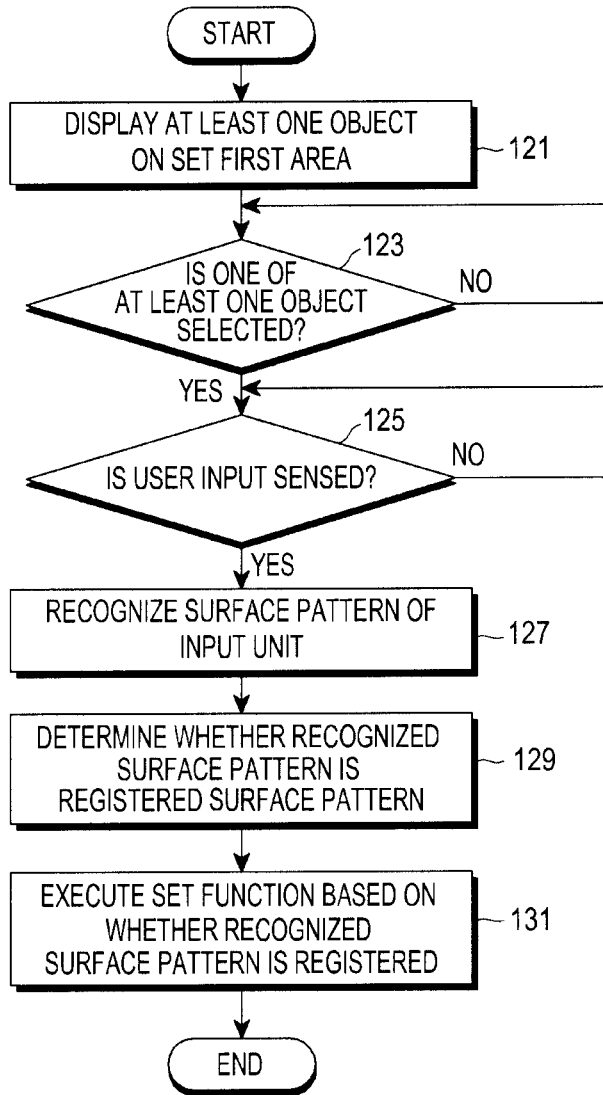 START
DISPLAY AT LEAST ONE OBJECT
ON SET FIRST AREA
121
123
IS ONE OF
AT LEAST ONE OBJECT
SELECTED?
NO
YES
125
IS USER INPUT SENSED?
NO
YES
RECOGNIZE SURFACE PATTERN OF
INPUT UNIT
127
DETERMINE WHETHER RECOGNIZED
SURFACE PATTERN IS
REGISTERED SURFACE PATTERN
129
EXECUTE SET FUNCTION BASED ON
WHETHER RECOGNIZED
SURFACE PATTERN IS REGISTERED
131
END